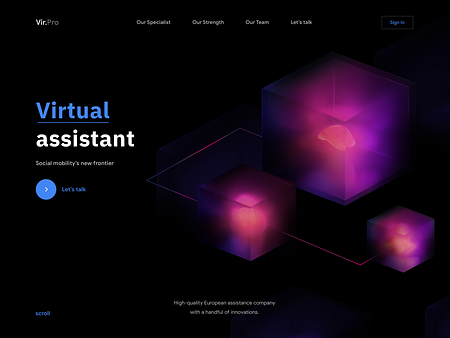 Vir.Pro
Our Specialist
Our Strength
Our Team
Let's talk
Sign In
Virtual
assistant
Social mobility's new frontier
Let's talk
High-quality European assistance company
with a handful of innovations.
scroll